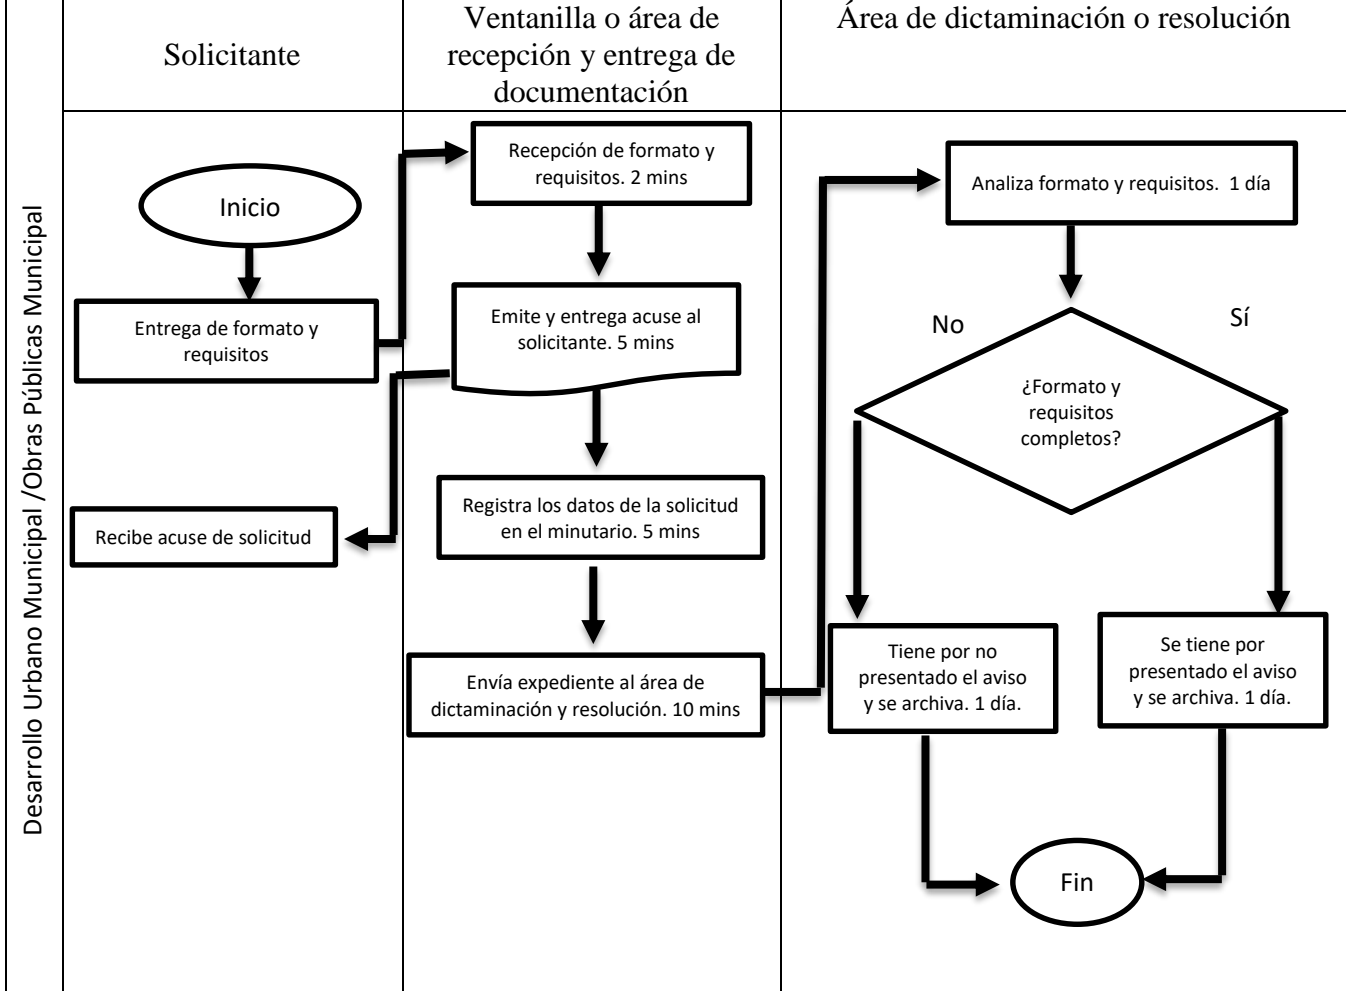 Desarrollo Urbano Municipal /Obras Públicas Municipal
Solicitante
Ventanilla o área de
recepción y entrega de
documentación
Área de dictaminación o resolución
Inicio
Entrega de formato y
requisitos
Recibe acuse de solicitud
Recepción de formato y
requisitos. 2 mins
Emite y entrega acuse al
solicitante. 5 mins
Registra los datos de la solicitud
en el minutario. 5 mins
Envía expediente al área de
dictaminación y resolución. 10 mins
Analiza formato y requisitos.  1 día
No
Sí
¿Formato y
requisitos
completos?
Tiene por no
presentado el aviso
y se archiva. 1 día.
Se tiene por
presentado el aviso
y se archiva. 1 día.
Fin